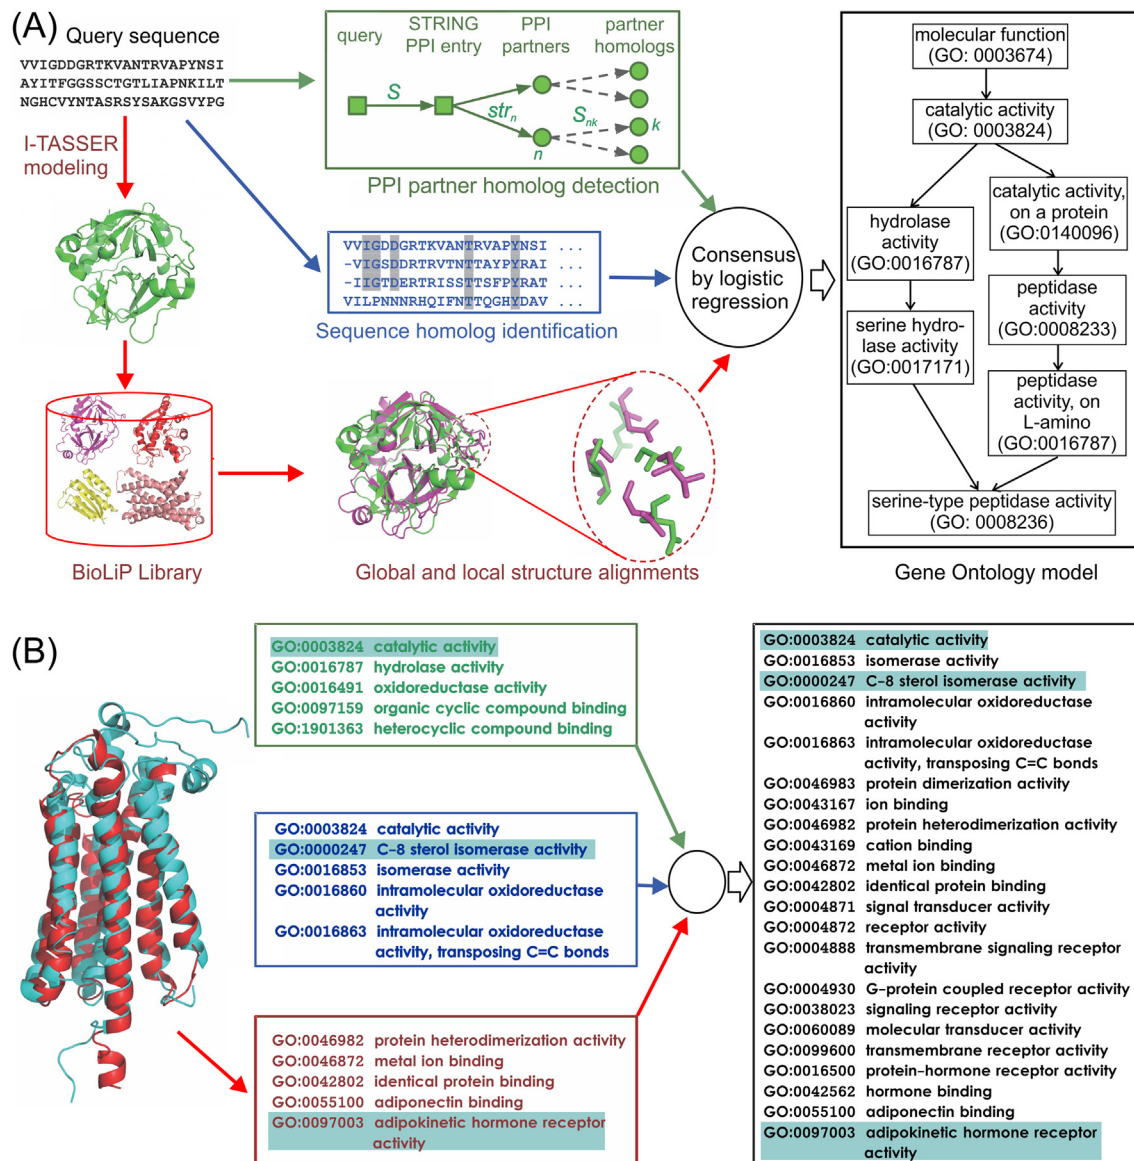 (A)
Query sequence
VVIGDDGRTKVANTRVAPYNSI
AYITFGGSSCTGTLIAPNKILT
NGHCVYNTASRSYSAKGSVYPG
I-TASSER
modeling
BioLiP Library
query
STRING
PPI entry
PPI
partners
partner
homologs
S
str_n
S_nk
n
k
PPI partner homolog detection
VVIGDDGRTKVANTRVAPYNSI ...
-VIGSDDRTRVTNTTAYPYRAI ...
-IIGTDERTRISSTTSFPYRAT ...
VILPNNNRHQIFNTTQGHYDAV ...
Sequence homolog identification
Global and local structure alignments
Consensus
by logistic
regression
molecular function
(GO: 0003674)
catalytic activity
(GO: 0003824)
hydrolase
activity
(GO:0016787)
serine hydro-
lase activity
(GO:0017171)
catalytic activity,
on a protein
(GO:0140096)
peptidase
activity
(GO:0008233)
peptidase
activity, on
L-amino
(GO:0016787)
serine-type peptidase activity
(GO: 0008236)
Gene Ontology model
(B)
GO:0003824 catalytic activity
GO:0016787 hydrolase activity
GO:0016491 oxidoreductase activity
GO:0097159 organic cyclic compound binding
GO:1901363 heterocyclic compound binding
GO:0003824 catalytic activity
GO:0000247 C-8 sterol isomerase activity
GO:0016853 isomerase activity
GO:0016860 intramolecular oxidoreductase
activity
GO:0016863 intramolecular oxidoreductase
activity, transposing C=C bonds
GO:0046982 protein heterodimerization activity
GO:0046872 metal ion binding
GO:0042802 identical protein binding
GO:0055100 adiponectin binding
GO:0097003 adipokinetic hormone receptor
activity
GO:0003824 catalytic activity
GO:0016853 isomerase activity
GO:0000247 C-8 sterol isomerase activity
GO:0016860 intramolecular oxidoreductase
activity
GO:0016863 intramolecular oxidoreductase
activity, transposing C=C bonds
GO:0046983 protein dimerization activity
GO:0043167 ion binding
GO:0046982 protein heterodimerization activity
GO:0043169 cation binding
GO:0046872 metal ion binding
GO:0042802 identical protein binding
GO:0004871 signal transducer activity
GO:0004872 receptor activity
GO:0004888 transmembrane signaling receptor
activity
GO:0004930 G-protein coupled receptor activity
GO:0038023 signaling receptor activity
GO:0060089 molecular transducer activity
GO:0099600 transmembrane receptor activity
GO:0016500 protein-hormone receptor activity
GO:0042562 hormone binding
GO:0055100 adiponectin binding
GO:0097003 adipokinetic hormone receptor
activity